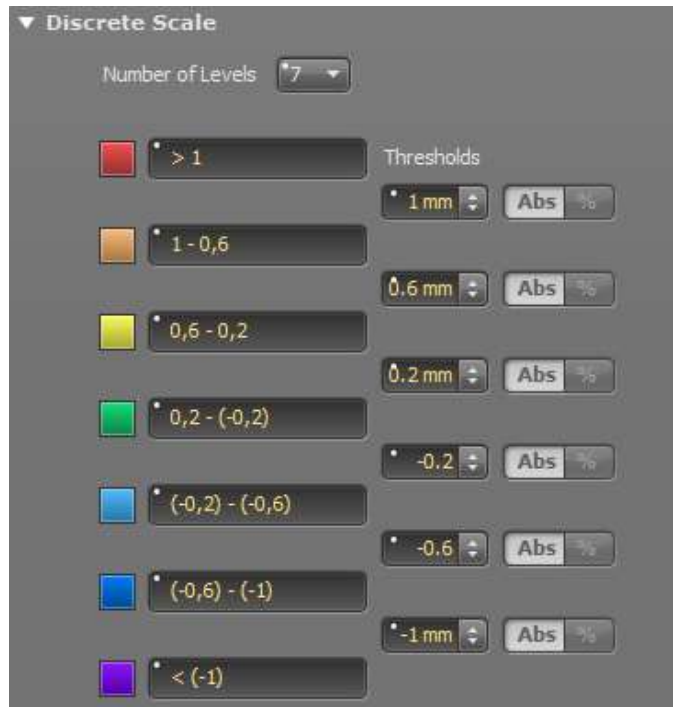 Discrete Scale
Number of Levels 7
> 1
Thresholds
1 mm Abs %
1 - 0,6
0.6 mm Abs %
0,6 - 0,2
0.2 mm Abs %
0,2 - (-0,2)
-0.2 Abs %
(-0,2) - (-0,6)
-0.6 Abs %
(-0,6) - (-1)
-1 mm Abs %
< (-1)